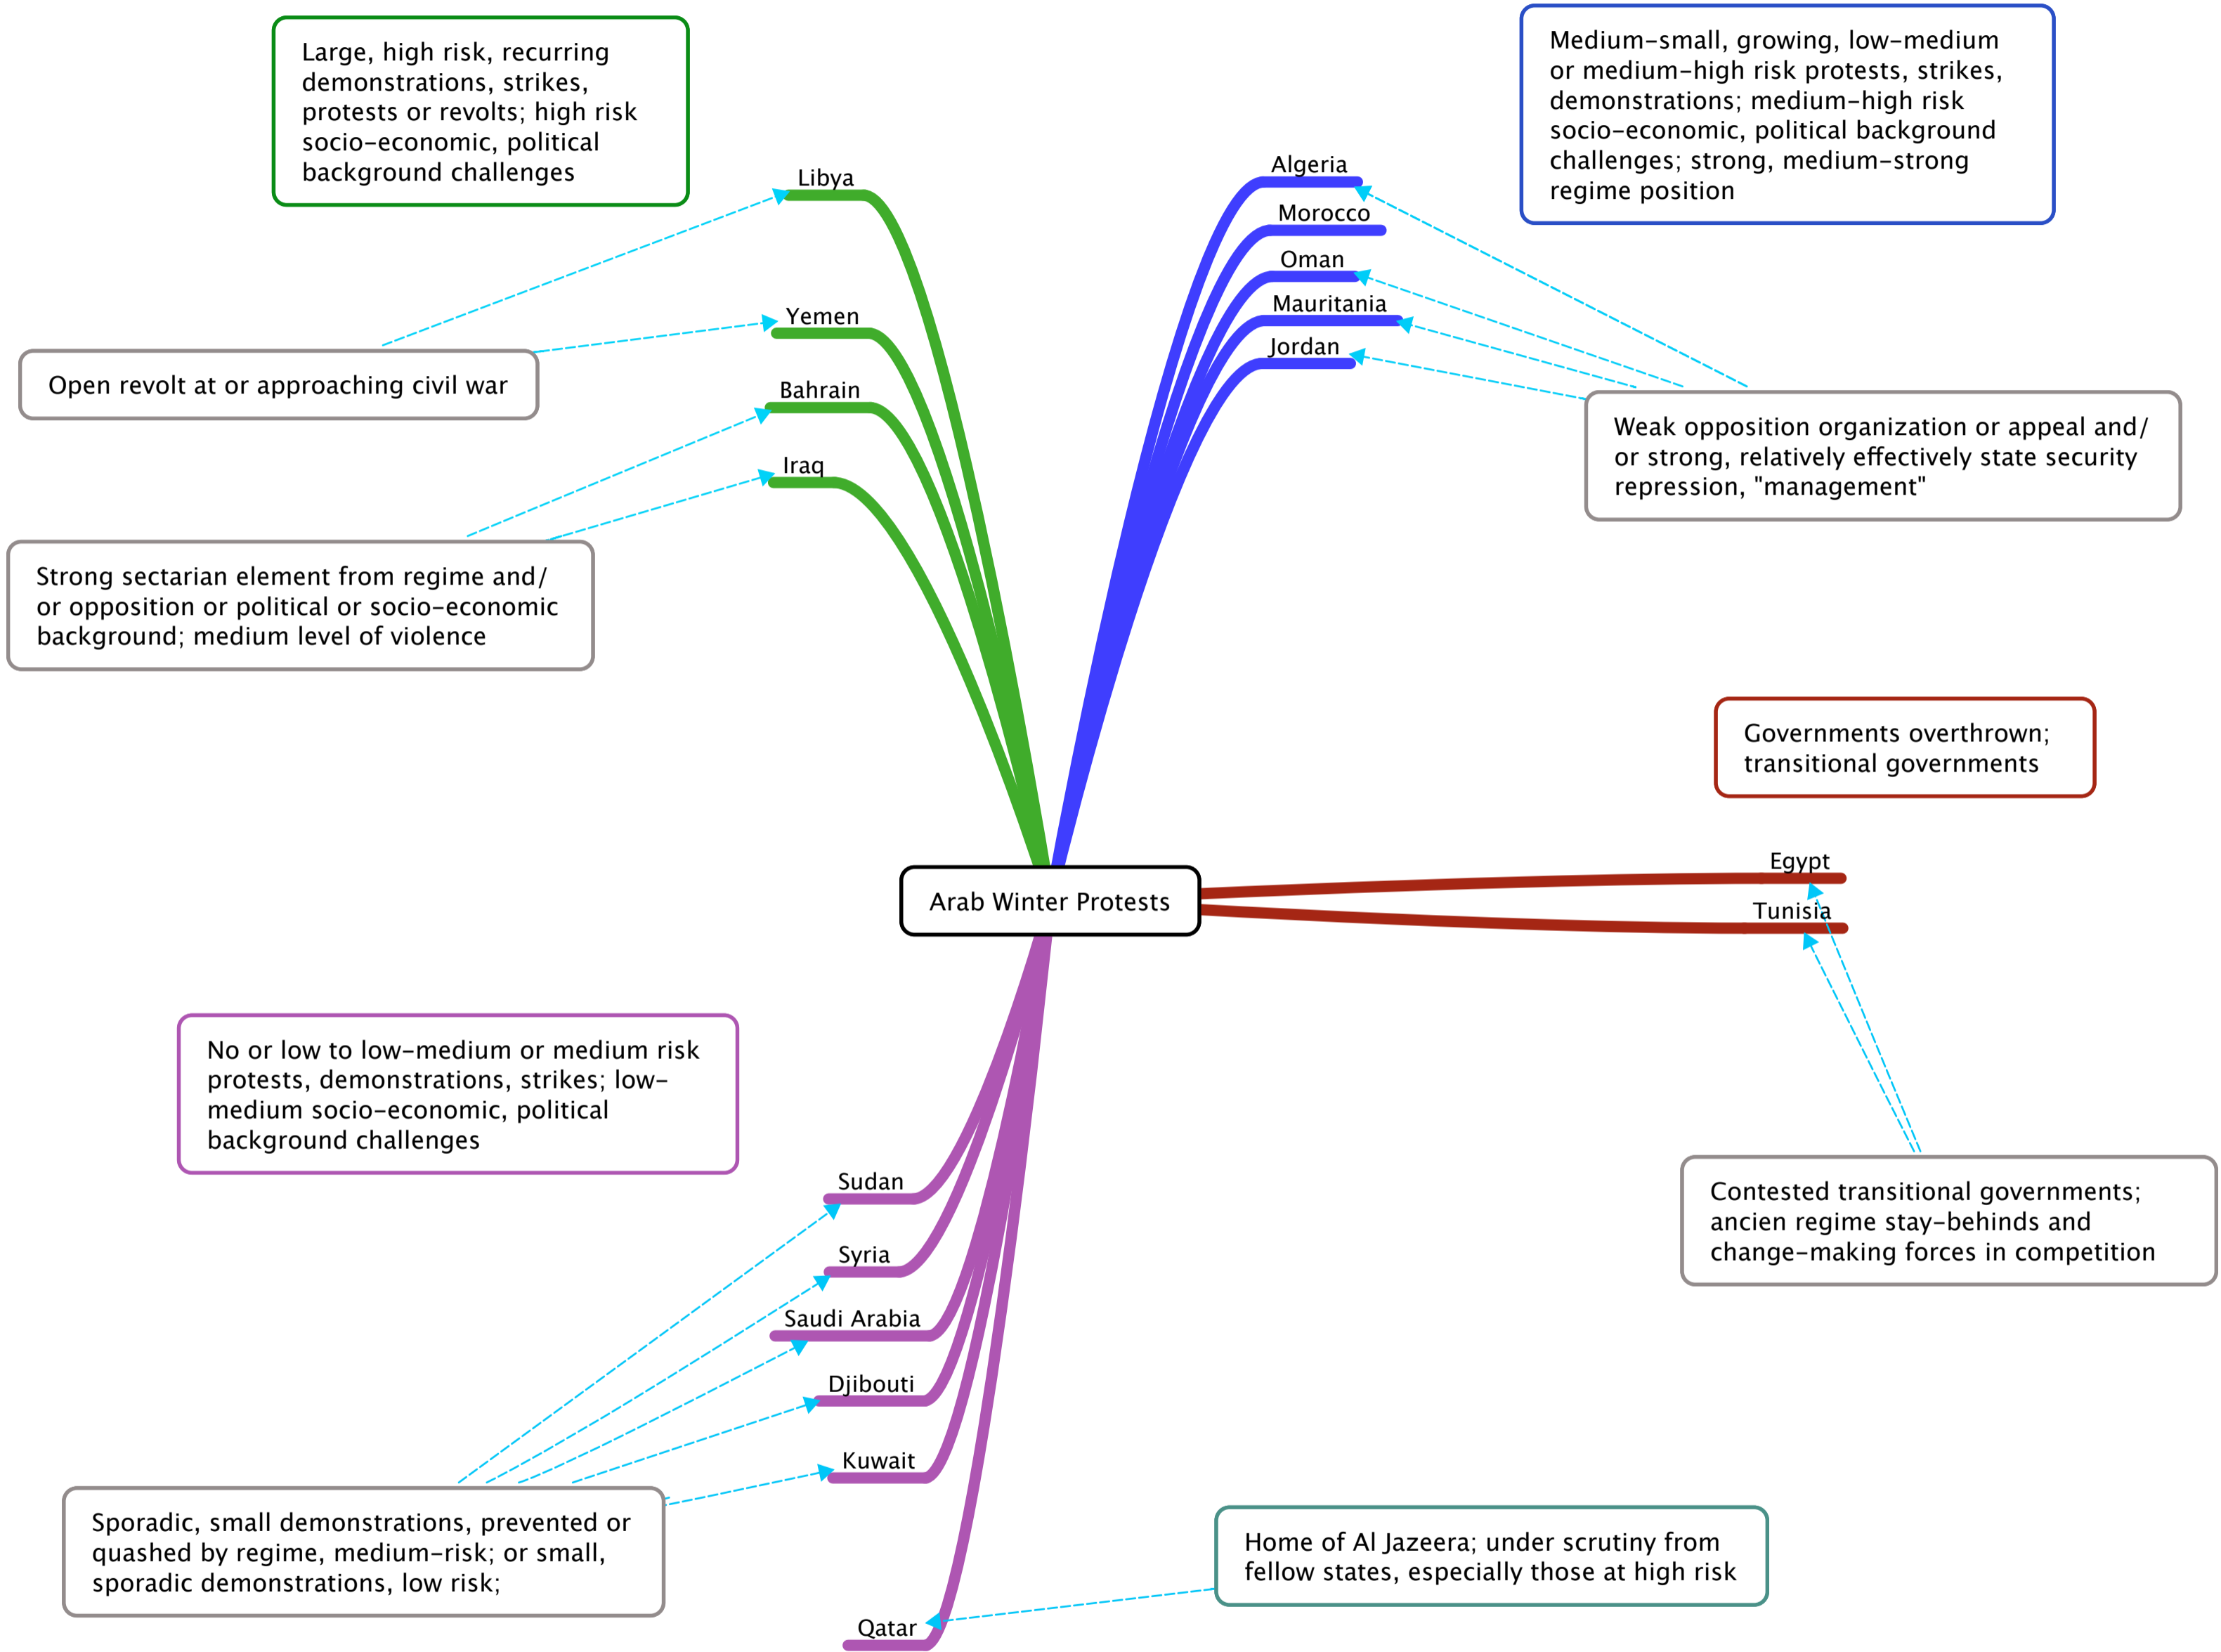 Large, high risk, recurring
demonstrations, strikes,
protests or revolts; high risk
socio-economic, political
background challenges
Medium-small, growing, low-medium
or medium-high risk protests, strikes,
demonstrations; medium-high risk
socio-economic, political background
challenges; strong, medium-strong
regime position
Libya
Yemen
Bahrain
Iraq
Algeria
Morocco
Oman
Mauritania
Jordan
Open revolt at or approaching civil war
Strong sectarian element from regime and/
or opposition or political or socio-economic
background; medium level of violence
Weak opposition organization or appeal and/
or strong, relatively effectively state security
repression, "management"
Governments overthrown;
transitional governments
Egypt
Tunisia
Arab Winter Protests
Contested transitional governments;
ancien regime stay-behinds and
change-making forces in competition
No or low to low-medium or medium risk
protests, demonstrations, strikes; low-
medium socio-economic, political
background challenges
Sudan
Syria
Saudi Arabia
Djibouti
Kuwait
Qatar
Sporadic, small demonstrations, prevented or
quashed by regime, medium-risk; or small,
sporadic demonstrations, low risk;
Home of Al Jazeera; under scrutiny from
fellow states, especially those at high risk